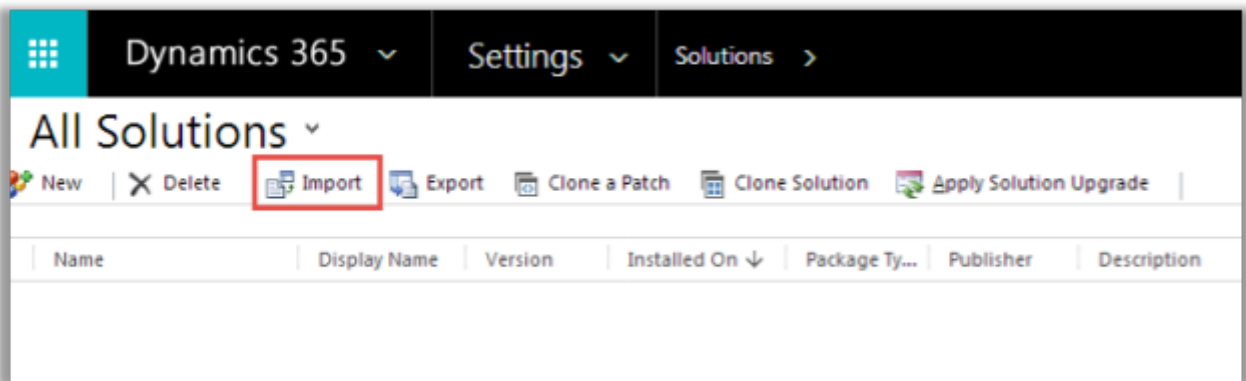 Dynamics 365 Settings Solutions
All Solutions
New Delete Import Export Clone a Patch Clone Solution Apply Solution Upgrade
Name Display Name Version Installed On Package Ty... Publisher Description